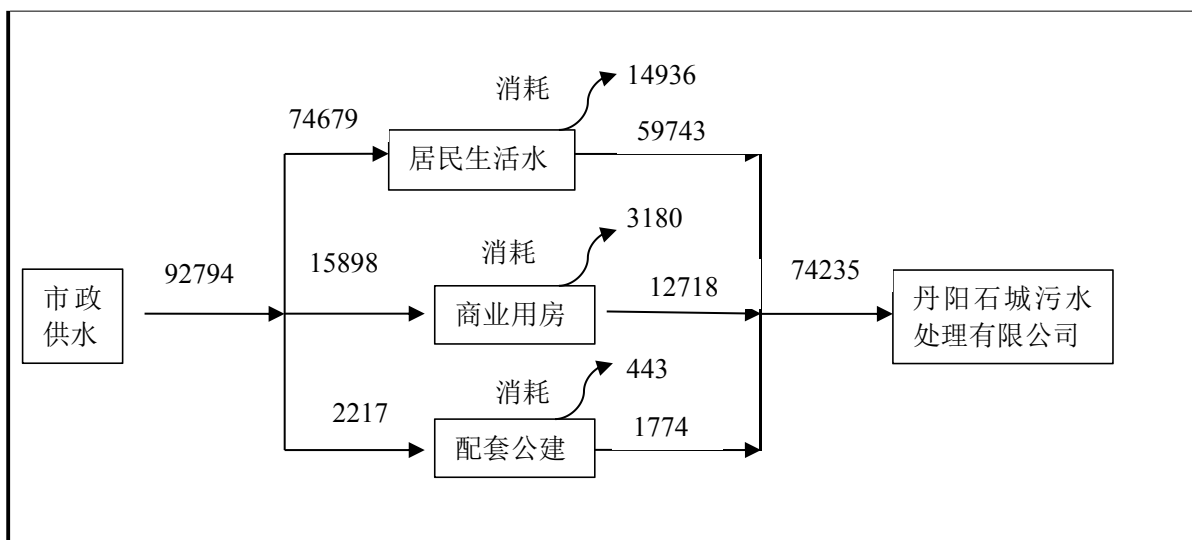 消耗
14936
74679
59743
居民生活水
消耗
3180
92794
15898
12718
74235
市政
供水
商业用房
丹阳石城污水
处理有限公司
消耗
443
2217
1774
配套公建